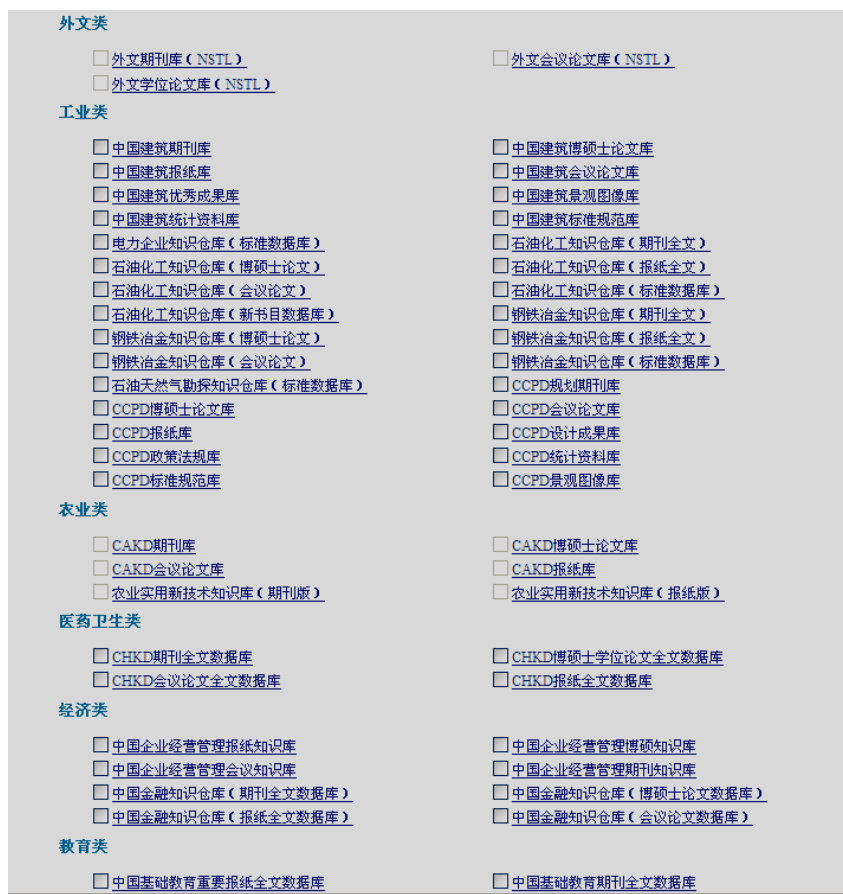 外文类
外文期刊库(NSTL) 外文会议论文库(NSTL)
外文学位论文库(NSTL)
工业类
中国建筑期刊库 中国建筑博硕士论文库
中国建筑报纸库 中国建筑会议论文库
中国建筑优秀成果库 中国建筑景观图像库
中国建筑统计资料库 中国建筑标准规范库
电力企业知识仓库(标准数据库) 石油化工知识仓库(期刊全文)
石油化工知识仓库(博硕士论文) 石油化工知识仓库(报纸全文)
石油化工知识仓库(会议论文) 石油化工知识仓库(标准数据库)
石油化工知识仓库(新书目数据库) 钢铁冶金知识仓库(期刊全文)
钢铁冶金知识仓库(博硕士论文) 钢铁冶金知识仓库(报纸全文)
钢铁冶金知识仓库(会议论文) 钢铁冶金知识仓库(标准数据库)
石油天然气勘探知识仓库(标准数据库) CCPD规划期刊库
CCPD博硕士论文库 CCPD会议论文库
CCPD报纸库 CCPD设计成果库
CCPD政策法规库 CCPD统计资料库
CCPD标准规范库 CCPD景观图像库
农业类
CAKD期刊库 CAKD博硕士论文库
CAKD会议论文库 CAKD报纸库
农业实用新技术知识库(期刊版) 农业实用新技术知识库(报纸版)
医药卫生类
CHKD期刊全文数据库 CHKD博硕士学位论文全文数据库
CHKD会议论文全文数据库 CHKD报纸全文数据库
经济类
中国企业经营管理报纸知识库 中国企业经营管理博硕知识库
中国企业经营管理会议知识库 中国企业经营管理期刊知识库
中国金融知识仓库(期刊全文数据库) 中国金融知识仓库(博硕士论文数据库)
中国金融知识仓库(报纸全文数据库) 中国金融知识仓库(会议论文数据库)
教育类
中国基础教育重要报纸全文数据库 中国基础教育期刊全文数据库